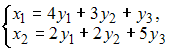 x₁ = 4y₁ + 3y₂ + y₃,
x₂ = 2y₁ + 2y₂ + 5y₃